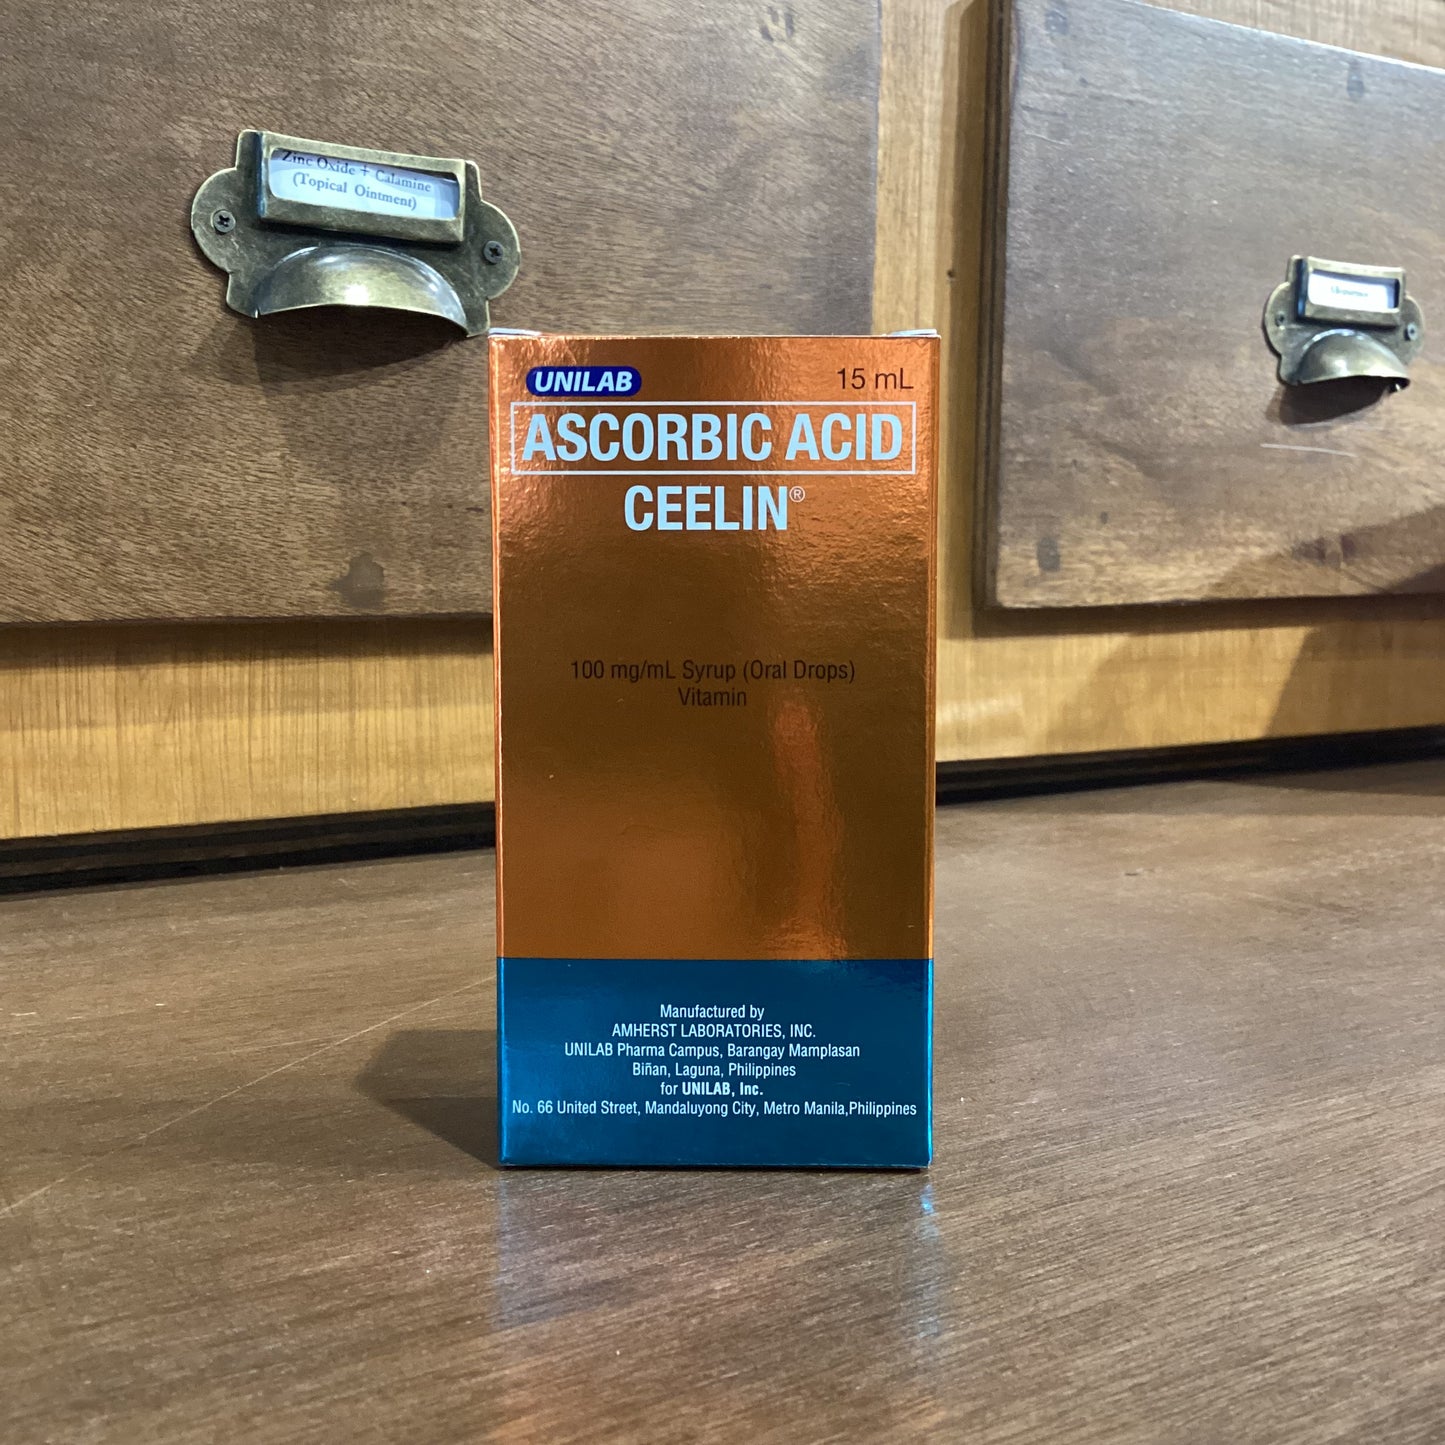 Zinc Oxide + Calamine
(Topical Ointment)
UNILAB
15 mL
ASCORBIC ACID
CEELIN®
100 mg/mL Syrup (Oral Drops)
Vitamin
Manufactured by
AMHERST LABORATORIES, INC.
UNILAB Pharma Campus, Barangay Mamplasan
Biñan, Laguna, Philippines
for UNILAB, Inc.
No. 66 United Street, Mandaluyong City, Metro Manila,Philippines